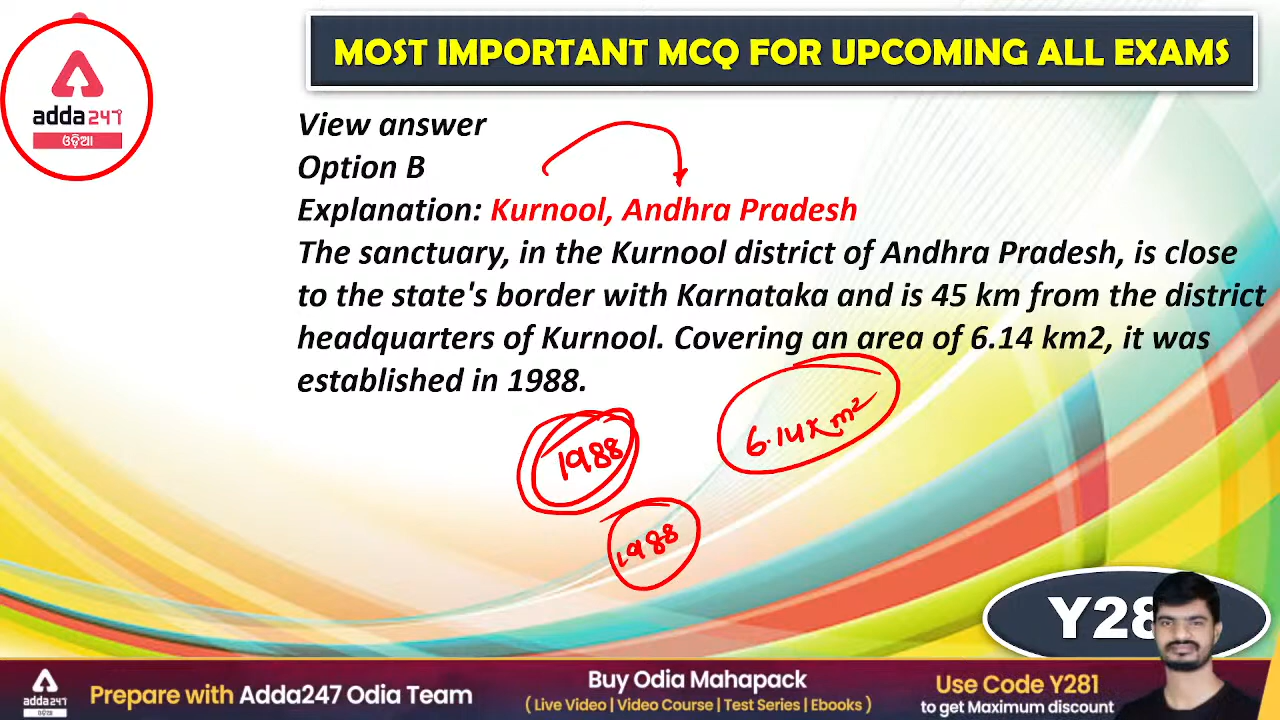 MOST IMPORTANT MCQ FOR UPCOMING ALL EXAMS
adda247
ଓଡ଼ିଆ
View answer
Option B
Explanation: Kurnool, Andhra Pradesh
The sanctuary, in the Kurnool district of Andhra Pradesh, is close
to the state's border with Karnataka and is 45 km from the district
headquarters of Kurnool. Covering an area of 6.14 km2, it was
established in 1988.
1988
6.14 km²
1988
Y28
adda247
ଓଡ଼ିଆ
Prepare with Adda247 Odia Team
Buy Odia Mahapack
( Live Video | Video Course | Test Series | Ebooks )
Use Code Y281
to get Maximum discount